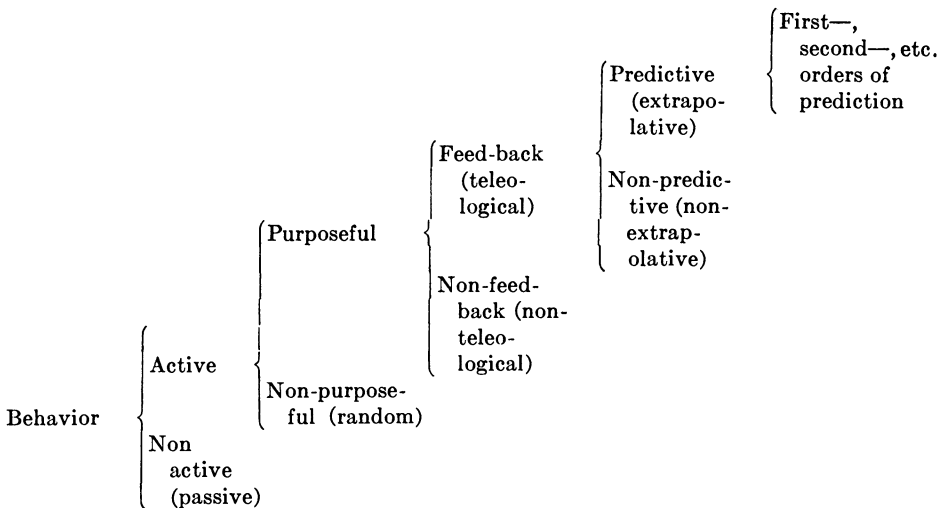 First—,
second—, etc.
orders of
prediction
Predictive
(extrapo-
lative)
Non-predic-
tive (non-
extrap-
olative)
Feed-back
(teleo-
logical)
Non-feed-
back (non-
teleo-
logical)
Purposeful
Non-purpose-
ful (random)
Active
Non
active
(passive)
Behavior